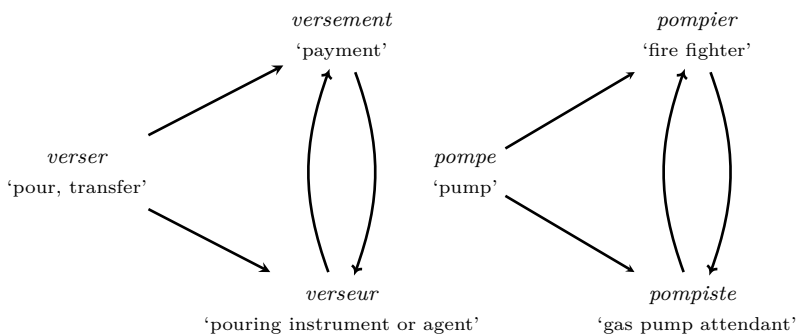 versement
‘payment’
verser
‘pour, transfer’
verseur
‘pouring instrument or agent’
pompier
‘fire fighter’
pompe
‘pump’
pompiste
‘gas pump attendant’